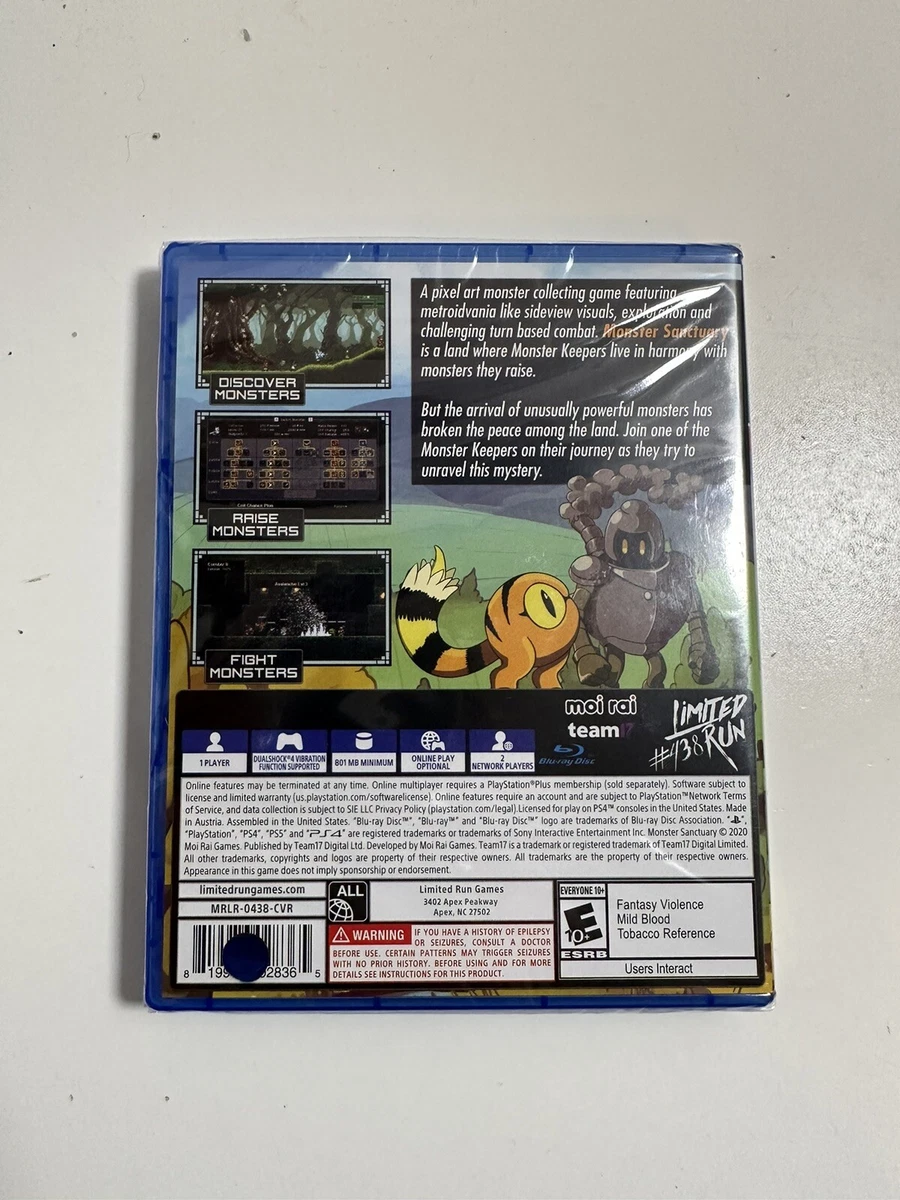 A pixel art monster collecting game featuring
metroidvania like sideview visuals, exploration and
challenging turn based combat. Monster Sanctuary
is a land where Monster Keepers live in harmony with
monsters they raise.
But the arrival of unusually powerful monsters has
broken the peace among the land. Join one of the
Monster Keepers on their journey as they try to
unravel this mystery.
DISCOVER
MONSTERS
RAISE
MONSTERS
FIGHT
MONSTERS
moi rai
team17
LIMITED
RUN
#438
Blu-ray Disc
1 PLAYER
DUALSHOCK®4 VIBRATION
FUNCTION SUPPORTED
801 MB MINIMUM
ONLINE PLAY
OPTIONAL
2
NETWORK PLAYERS
Online features may be terminated at any time. Online multiplayer requires a PlayStation®Plus membership (sold separately). Software subject to
license and limited warranty (us.playstation.com/softwarelicense). Online features require an account and are subject to PlayStation™Network Terms
of Service, and data collection is subject to SIE LLC Privacy Policy (playstation.com/legal).Licensed for play on PS4™ consoles in the United States. Made
in Austria. Assembled in the United States. "Blu-ray Disc™", "Blu-ray™" and "Blu-ray Disc™" logo are trademarks of Blu-ray Disc Association. "PS",
"PlayStation", "PS4", "PS5" and "PS4" are registered trademarks or trademarks of Sony Interactive Entertainment Inc. Monster Sanctuary © 2020
Moi Rai Games. Published by Team17 Digital Ltd. Developed by Moi Rai Games. Team17 is a trademark or registered trademark of Team17 Digital Limited.
All other trademarks, copyrights and logos are property of their respective owners. All trademarks are the property of their respective owners.
Appearance in this game does not imply sponsorship or endorsement.
limitedrungames.com
MRLR-0438-CVR
ALL
Limited Run Games
3402 Apex Peakway
Apex, NC 27502
WARNING IF YOU HAVE A HISTORY OF EPILEPSY
OR SEIZURES, CONSULT A DOCTOR
BEFORE USE. CERTAIN PATTERNS MAY TRIGGER SEIZURES
WITH NO PRIOR HISTORY. BEFORE USING AND FOR MORE
DETAILS SEE INSTRUCTIONS FOR THIS PRODUCT.
EVERYONE 10+
E
10+
ESRB
Fantasy Violence
Mild Blood
Tobacco Reference
Users Interact
8 199 02836 5